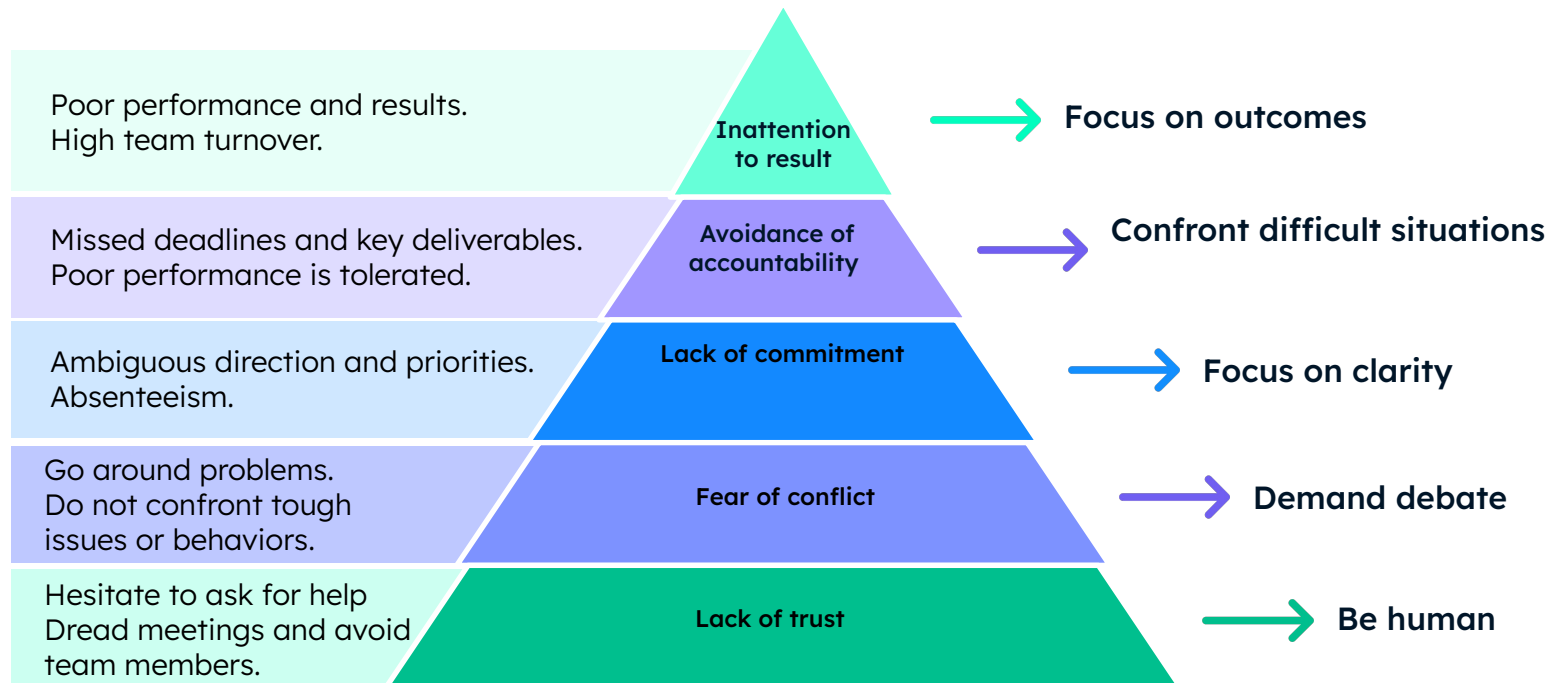 Poor performance and results.
High team turnover.
Inattention
to result
Focus on outcomes
Missed deadlines and key deliverables.
Poor performance is tolerated.
Avoidance of
accountability
Confront difficult situations
Ambiguous direction and priorities.
Absenteeism.
Lack of commitment
Focus on clarity
Go around problems.
Do not confront tough
issues or behaviors.
Fear of conflict
Demand debate
Hesitate to ask for help
Dread meetings and avoid
team members.
Lack of trust
Be human